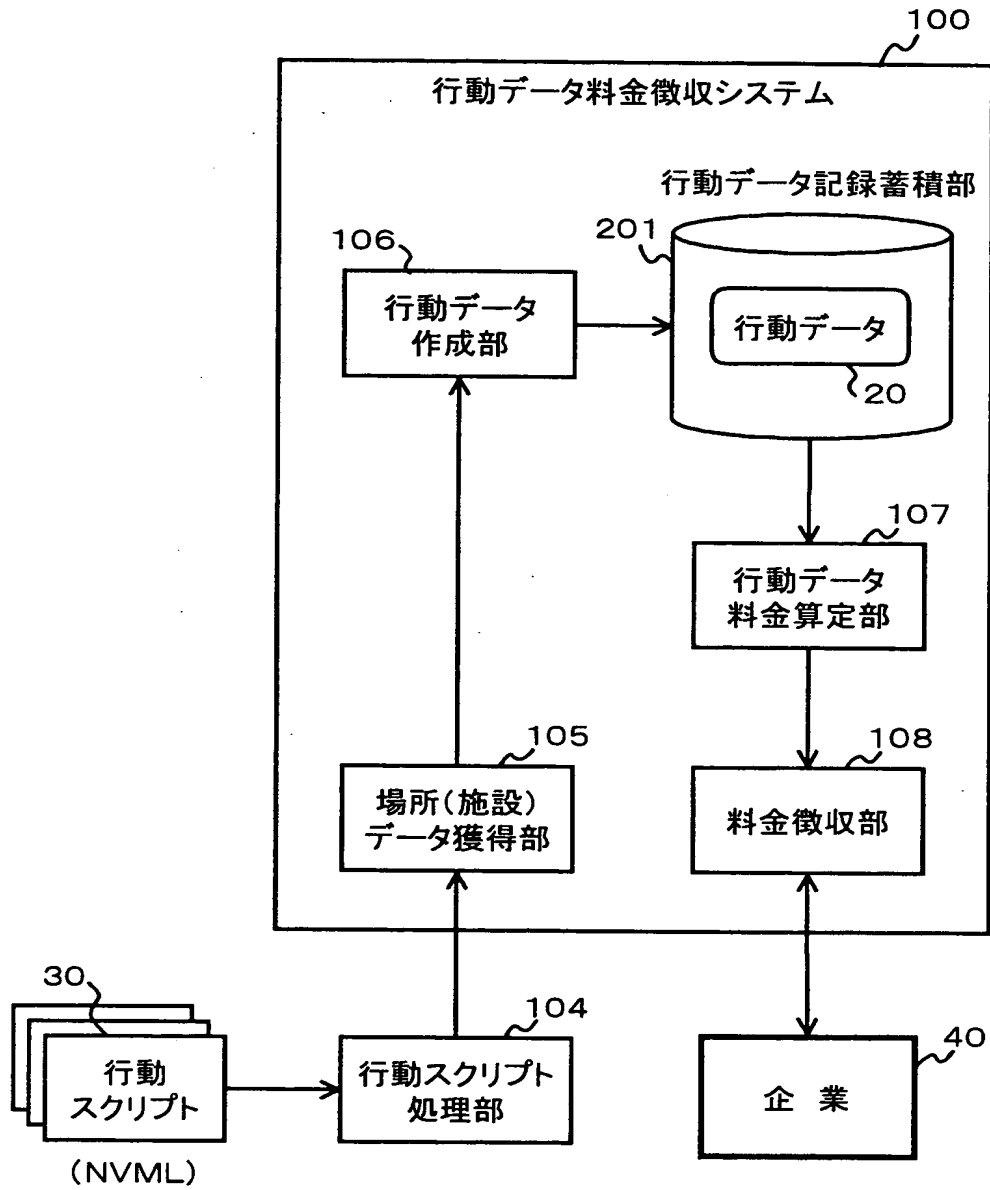 100
行動データ料金徴収システム
行動データ記録蓄積部
201
106
行動データ
作成部
行動データ
20
107
行動データ
料金算定部
105
場所(施設)
データ獲得部
108
料金徴収部
30
行動
スクリプト
(NVML)
104
行動スクリプト
処理部
40
企 業